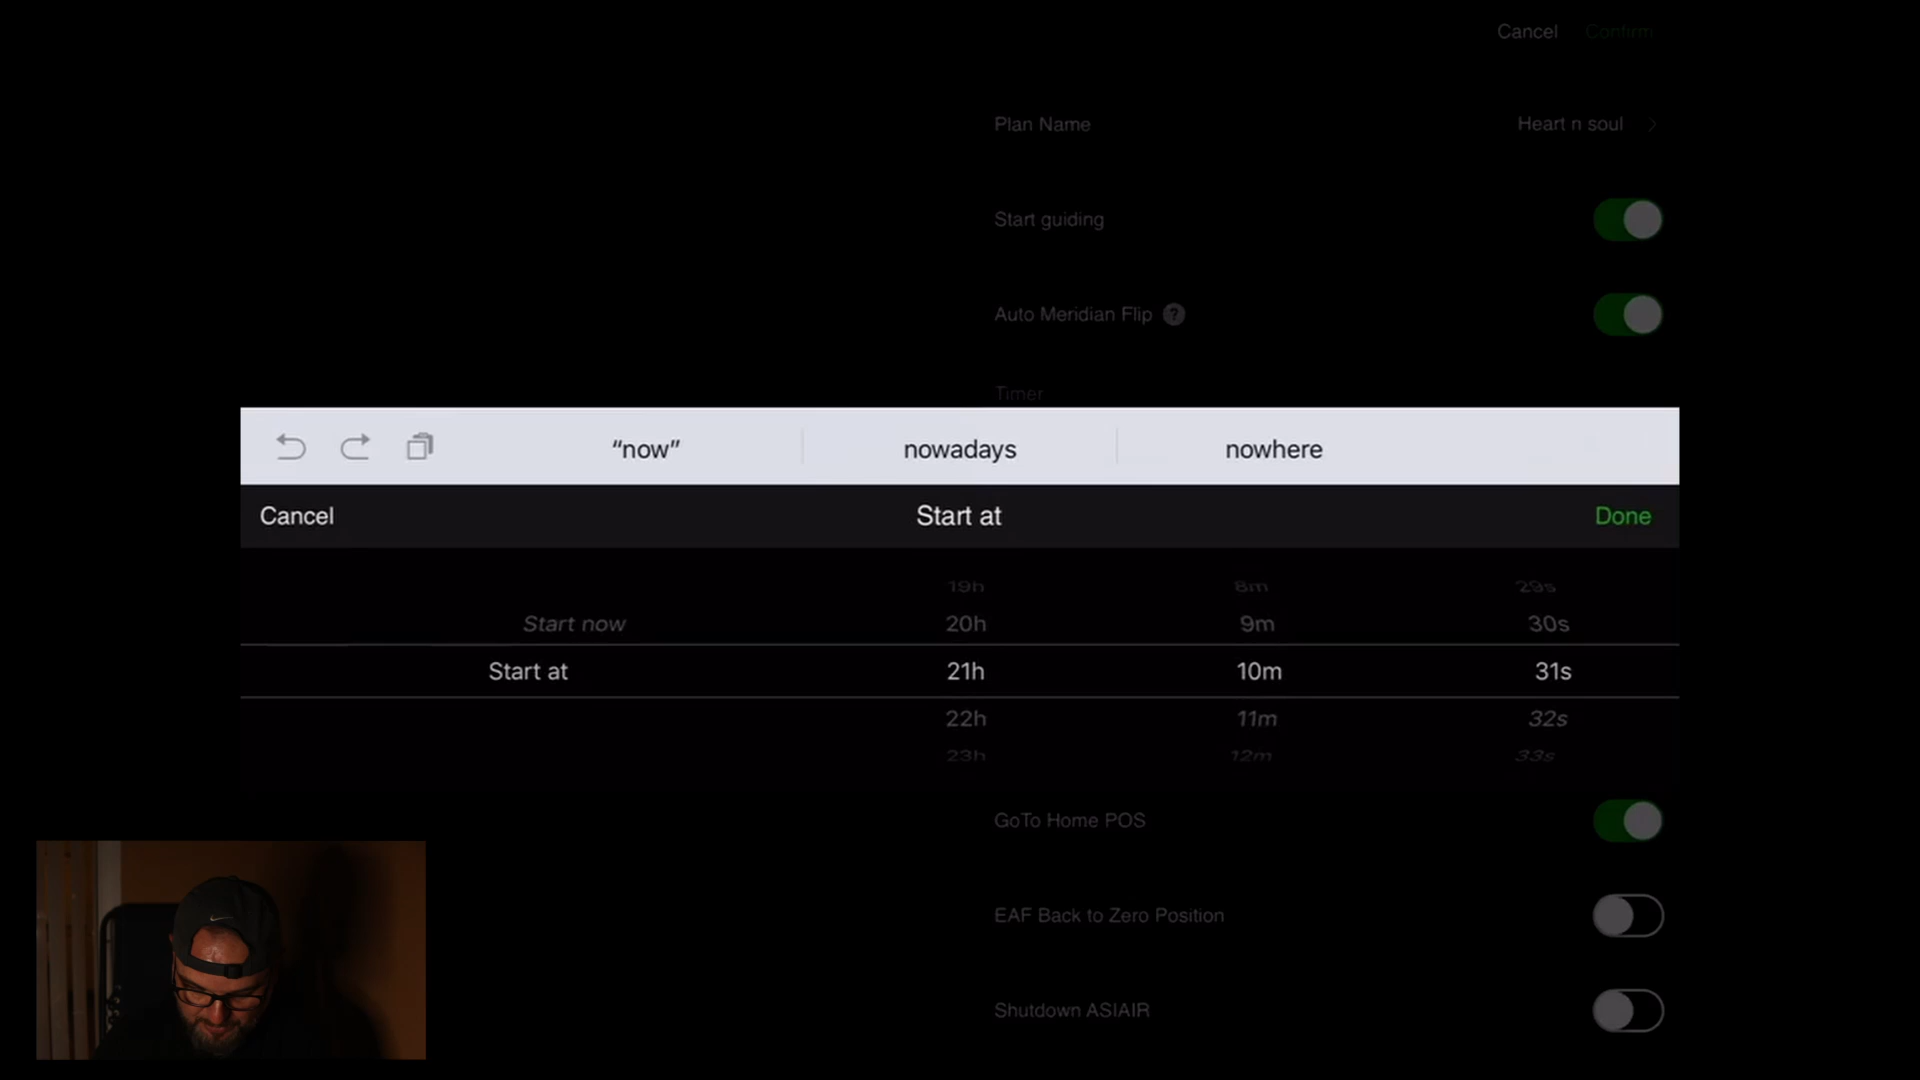 Cancel Confirm
Plan Name Heart n soul
Start guiding
Auto Meridian Flip ?
Timer
“now” nowadays nowhere
Cancel Start at Done
19h 8m 29s
Start now 20h 9m 30s
Start at 21h 10m 31s
22h 11m 32s
23h 12m 33s
GoTo Home POS
EAF Back to Zero Position
Shutdown ASIAIR